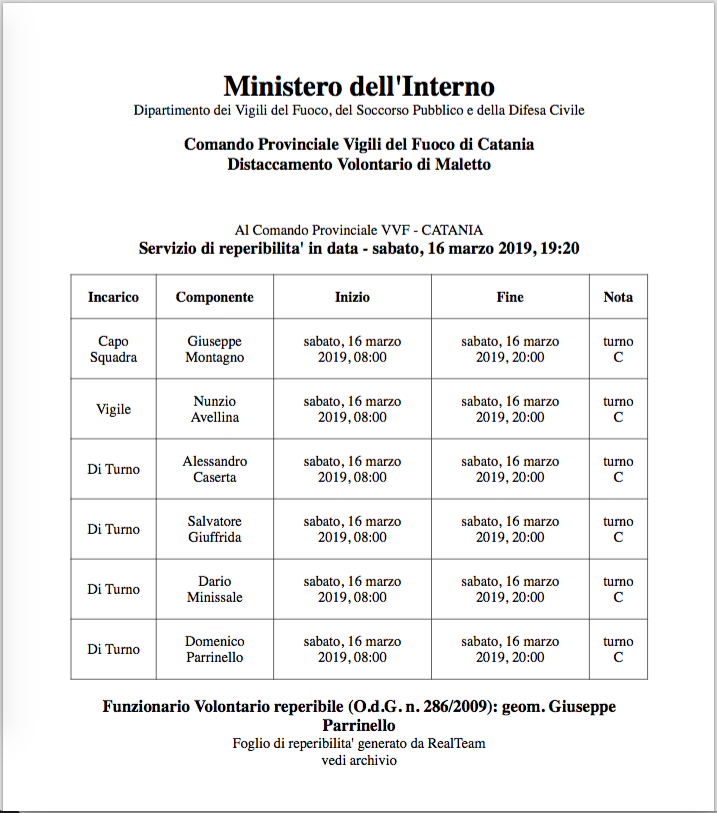 Ministero dell'Interno
Dipartimento dei Vigili del Fuoco, del Soccorso Pubblico e della Difesa Civile
Comando Provinciale Vigili del Fuoco di Catania
Distaccamento Volontario di Maletto
Al Comando Provinciale VVF - CATANIA
Servizio di reperibilita' in data - sabato, 16 marzo 2019, 19:20
Incarico Componente Inizio Fine Nota
Capo Giuseppe sabato, 16 marzo sabato, 16 marzo turno
Squadra Montagno 2019, 08:00 2019, 20:00 C
Vigile Nunzio sabato, 16 marzo sabato, 16 marzo turno
Avellina 2019, 08:00 2019, 20:00 C
Di Turno Alessandro sabato, 16 marzo sabato, 16 marzo turno
Caserta 2019, 08:00 2019, 20:00 C
Di Turno Salvatore sabato, 16 marzo sabato, 16 marzo turno
Giuffrida 2019, 08:00 2019, 20:00 C
Di Turno Dario sabato, 16 marzo sabato, 16 marzo turno
Minissale 2019, 08:00 2019, 20:00 C
Di Turno Domenico sabato, 16 marzo sabato, 16 marzo turno
Parrinello 2019, 08:00 2019, 20:00 C
Funzionario Volontario reperibile (O.d.G. n. 286/2009): geom. Giuseppe
Parrinello
Foglio di reperibilita' generato da RealTeam
vedi archivio